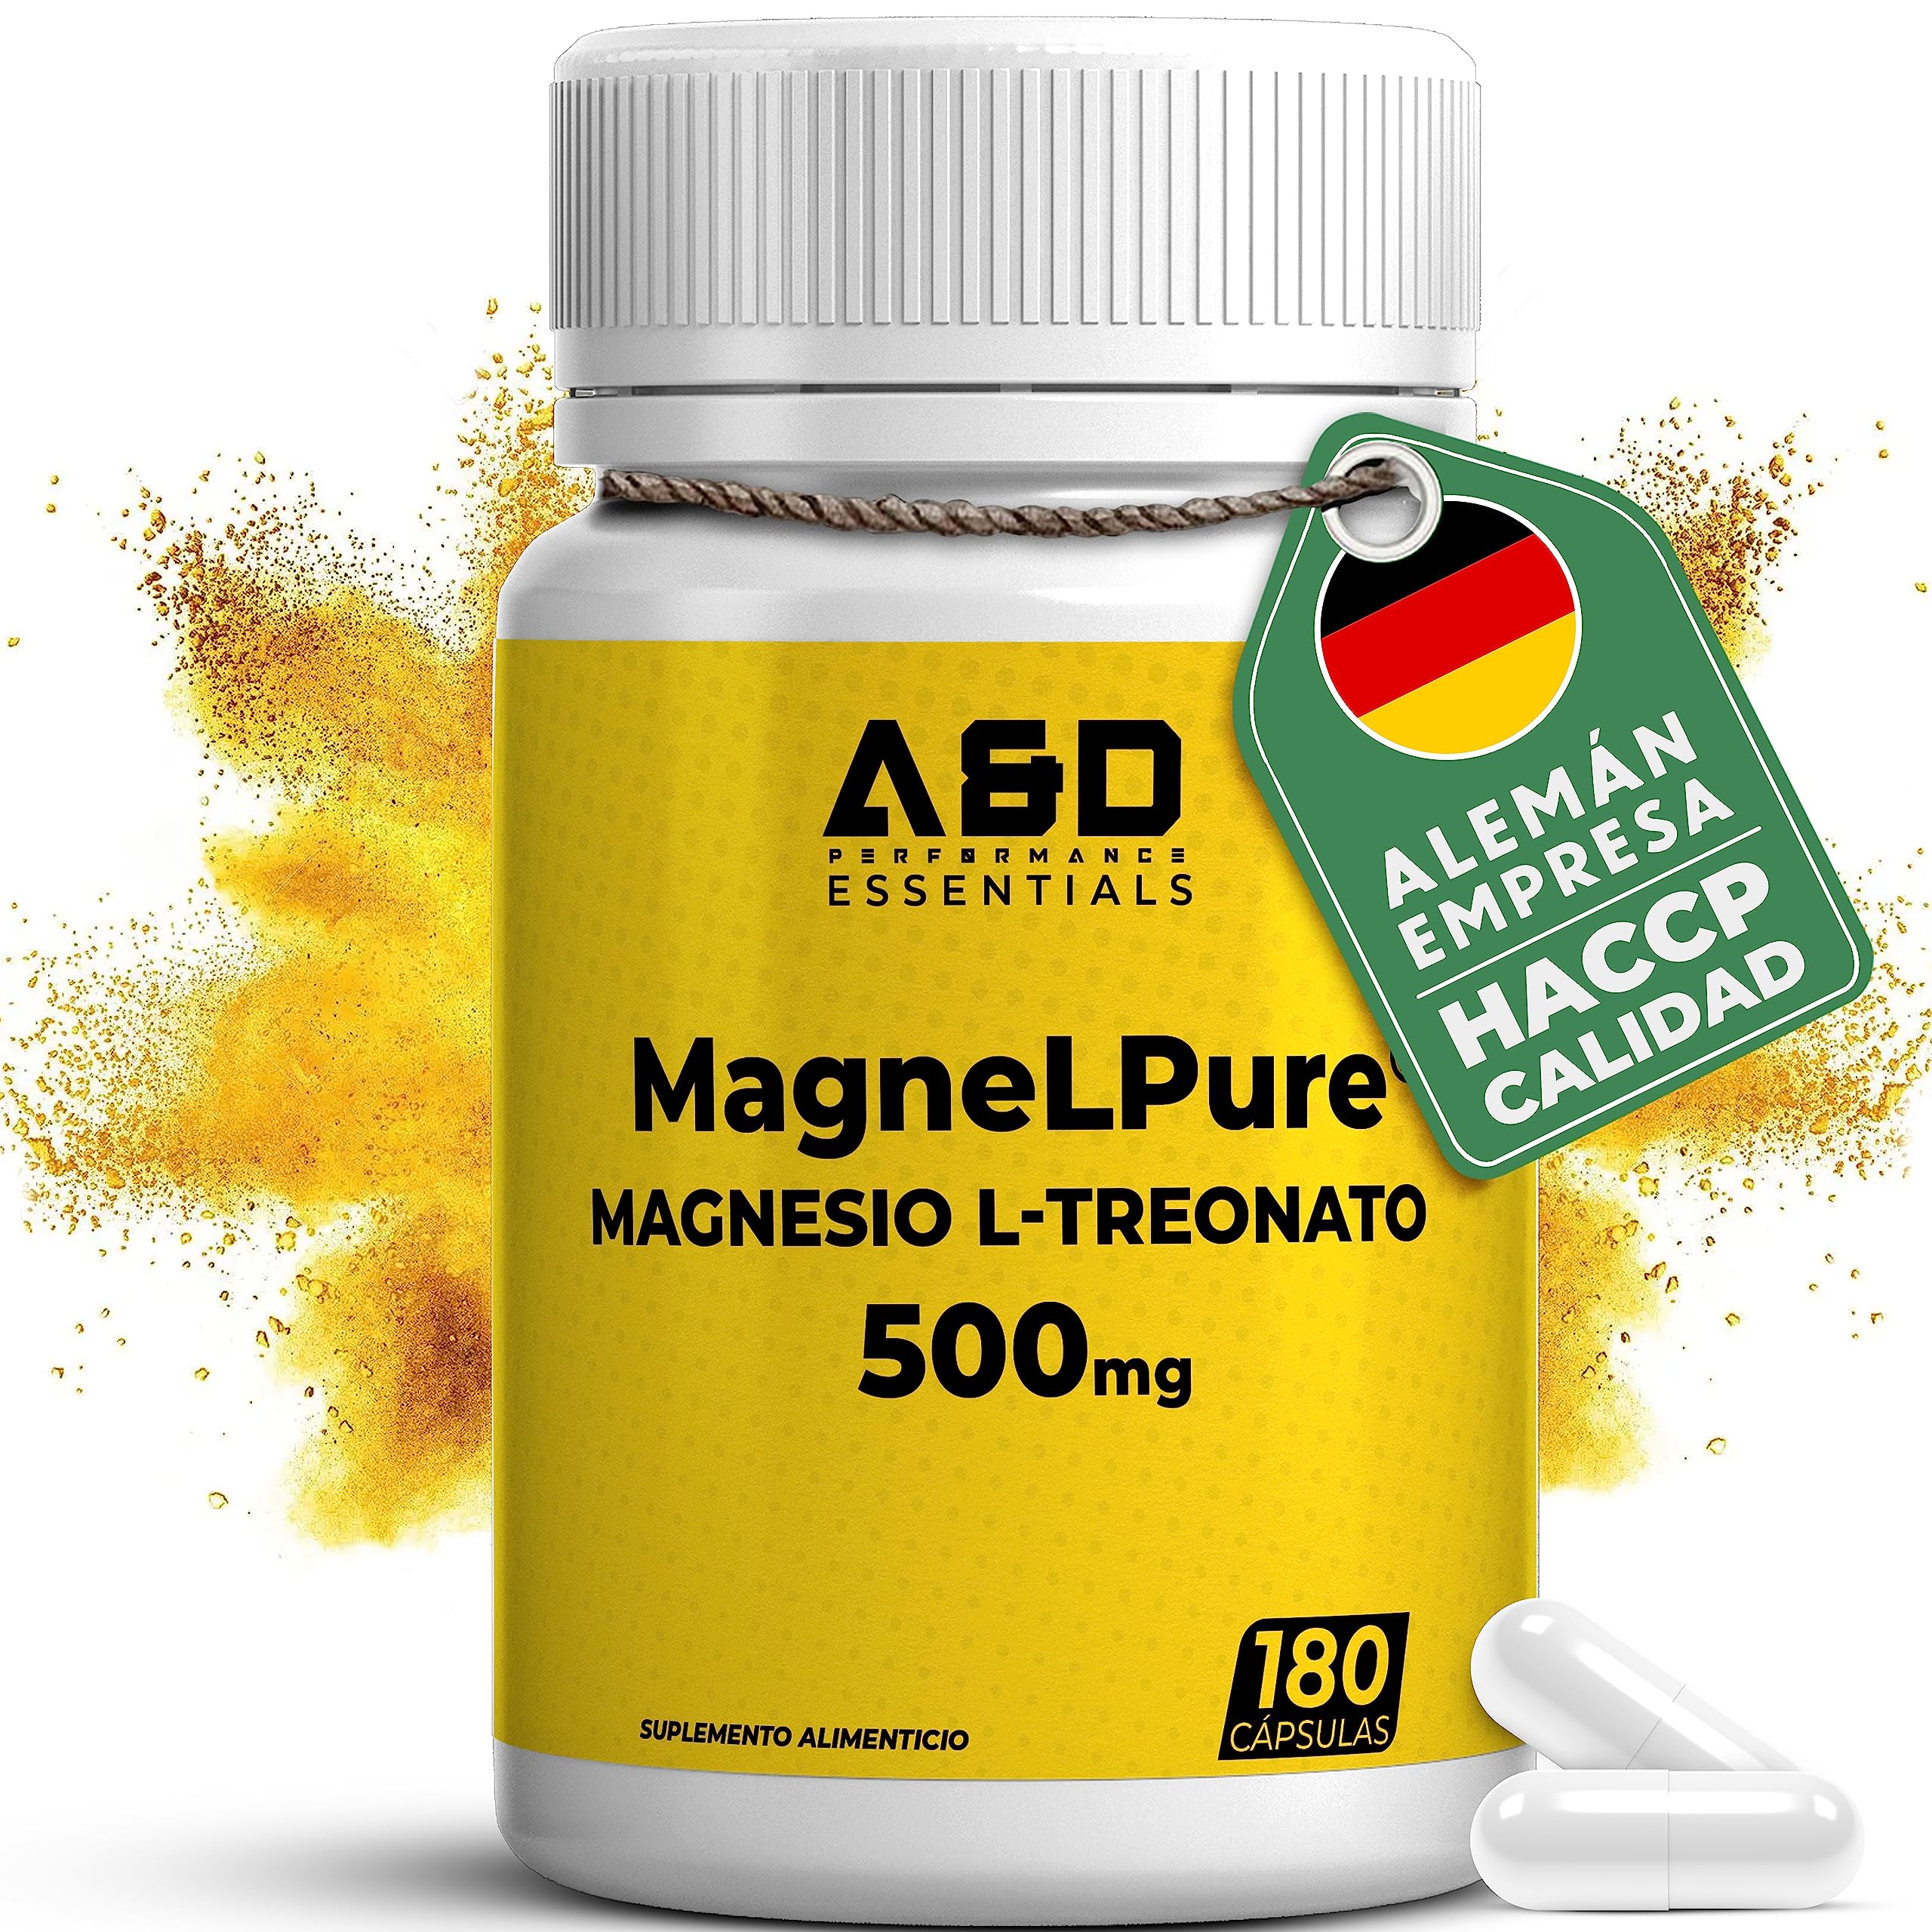 A&D
PERFORMANCE
ESSENTIALS
MagneLPure
MAGNESIO L-TREONATO
500mg
SUPLEMENTO ALIMENTICIO
180
CÁPSULAS
ALEMÁN
EMPRESA
HACCP
CALIDAD